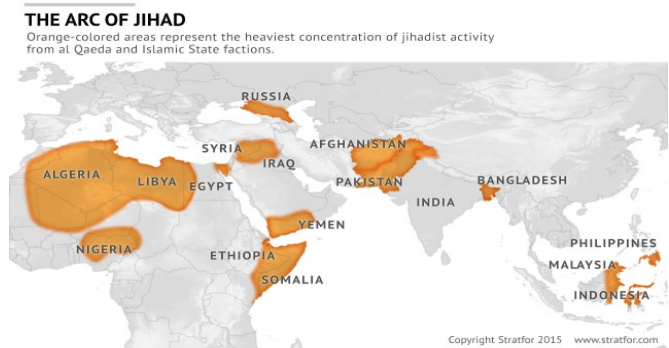 THE ARC OF JIHAD
Orange-colored areas represent the heaviest concentration of jihadist activity
from al Qaeda and Islamic State factions.
RUSSIA
SYRIA
AFGHANISTAN
IRAQ
ALGERIA
LIBYA
EGYPT
PAKISTAN
BANGLADESH
INDIA
YEMEN
NIGERIA
ETHIOPIA
PHILIPPINES
MALAYSIA
SOMALIA
INDONESIA
Copyright Stratfor 2015 www.stratfor.com